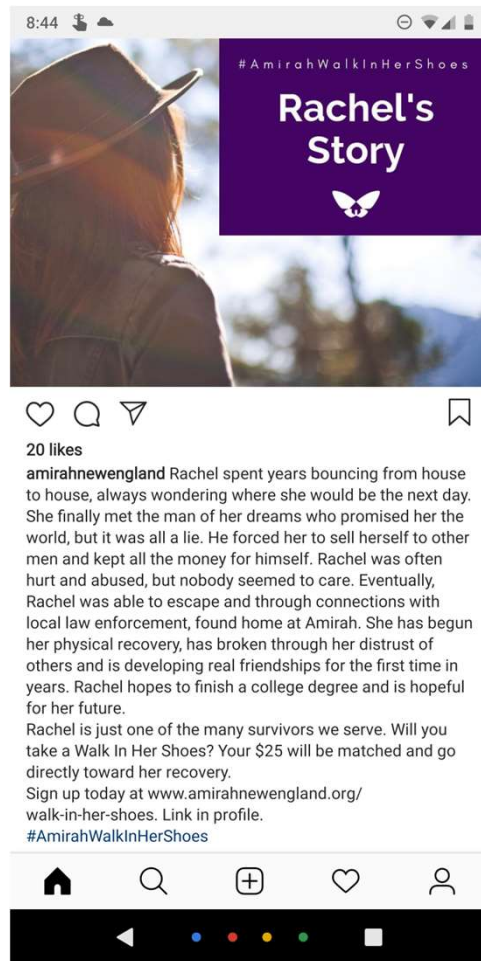 8:44
#AmirahWalkInHerShoes
Rachel's
Story
20 likes
amirahnewengland Rachel spent years bouncing from house
to house, always wondering where she would be the next day.
She finally met the man of her dreams who promised her the
world, but it was all a lie. He forced her to sell herself to other
men and kept all the money for himself. Rachel was often
hurt and abused, but nobody seemed to care. Eventually,
Rachel was able to escape and through connections with
local law enforcement, found home at Amirah. She has begun
her physical recovery, has broken through her distrust of
others and is developing real friendships for the first time in
years. Rachel hopes to finish a college degree and is hopeful
for her future.
Rachel is just one of the many survivors we serve. Will you
take a Walk In Her Shoes? Your $25 will be matched and go
directly toward her recovery.
Sign up today at www.amirahnewengland.org/
walk-in-her-shoes. Link in profile.
#AmirahWalkInHerShoes